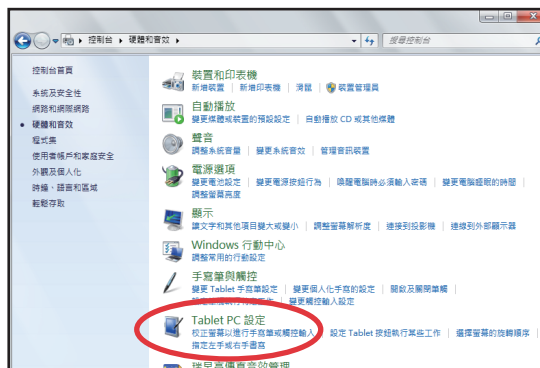 控制台 ▸ 硬體和音效 ▸
搜尋控制台
控制台首頁
系統及安全性
網路和網際網路
硬體和音效
程式集
使用者帳戶和家庭安全
外觀及個人化
時鐘、語言和區域
輕鬆存取
裝置和印表機
新增裝置 | 新增印表機 | 滑鼠 | 裝置管理員
自動播放
變更媒體或裝置的預設設定 | 自動播放 CD 或其他媒體
聲音
調整系統音量 | 變更系統音效 | 管理音訊裝置
電源選項
變更電池設定 | 變更電源按鈕行為 | 喚醒電腦時必須輸入密碼 | 變更電腦睡眠的時間 |
調整螢幕高度
顯示
讓文字和其他項目變大或變小 | 調整螢幕解析度 | 連接到投影機 | 連線到外部顯示器
Windows 行動中心
調整常用的行動設定
手寫筆與觸控
變更 Tablet 手寫筆設定 | 變更個人化手寫的設定 | 開啟及關閉單觸 |
變更觸控輸入設定
Tablet PC 設定
校正螢幕以進行手寫筆或觸控輸入 | 設定 Tablet 按鈕執行某些工作 | 選擇螢幕的旋轉順序 |
指定左手或右手書寫
瑞昱高傳真音效管理